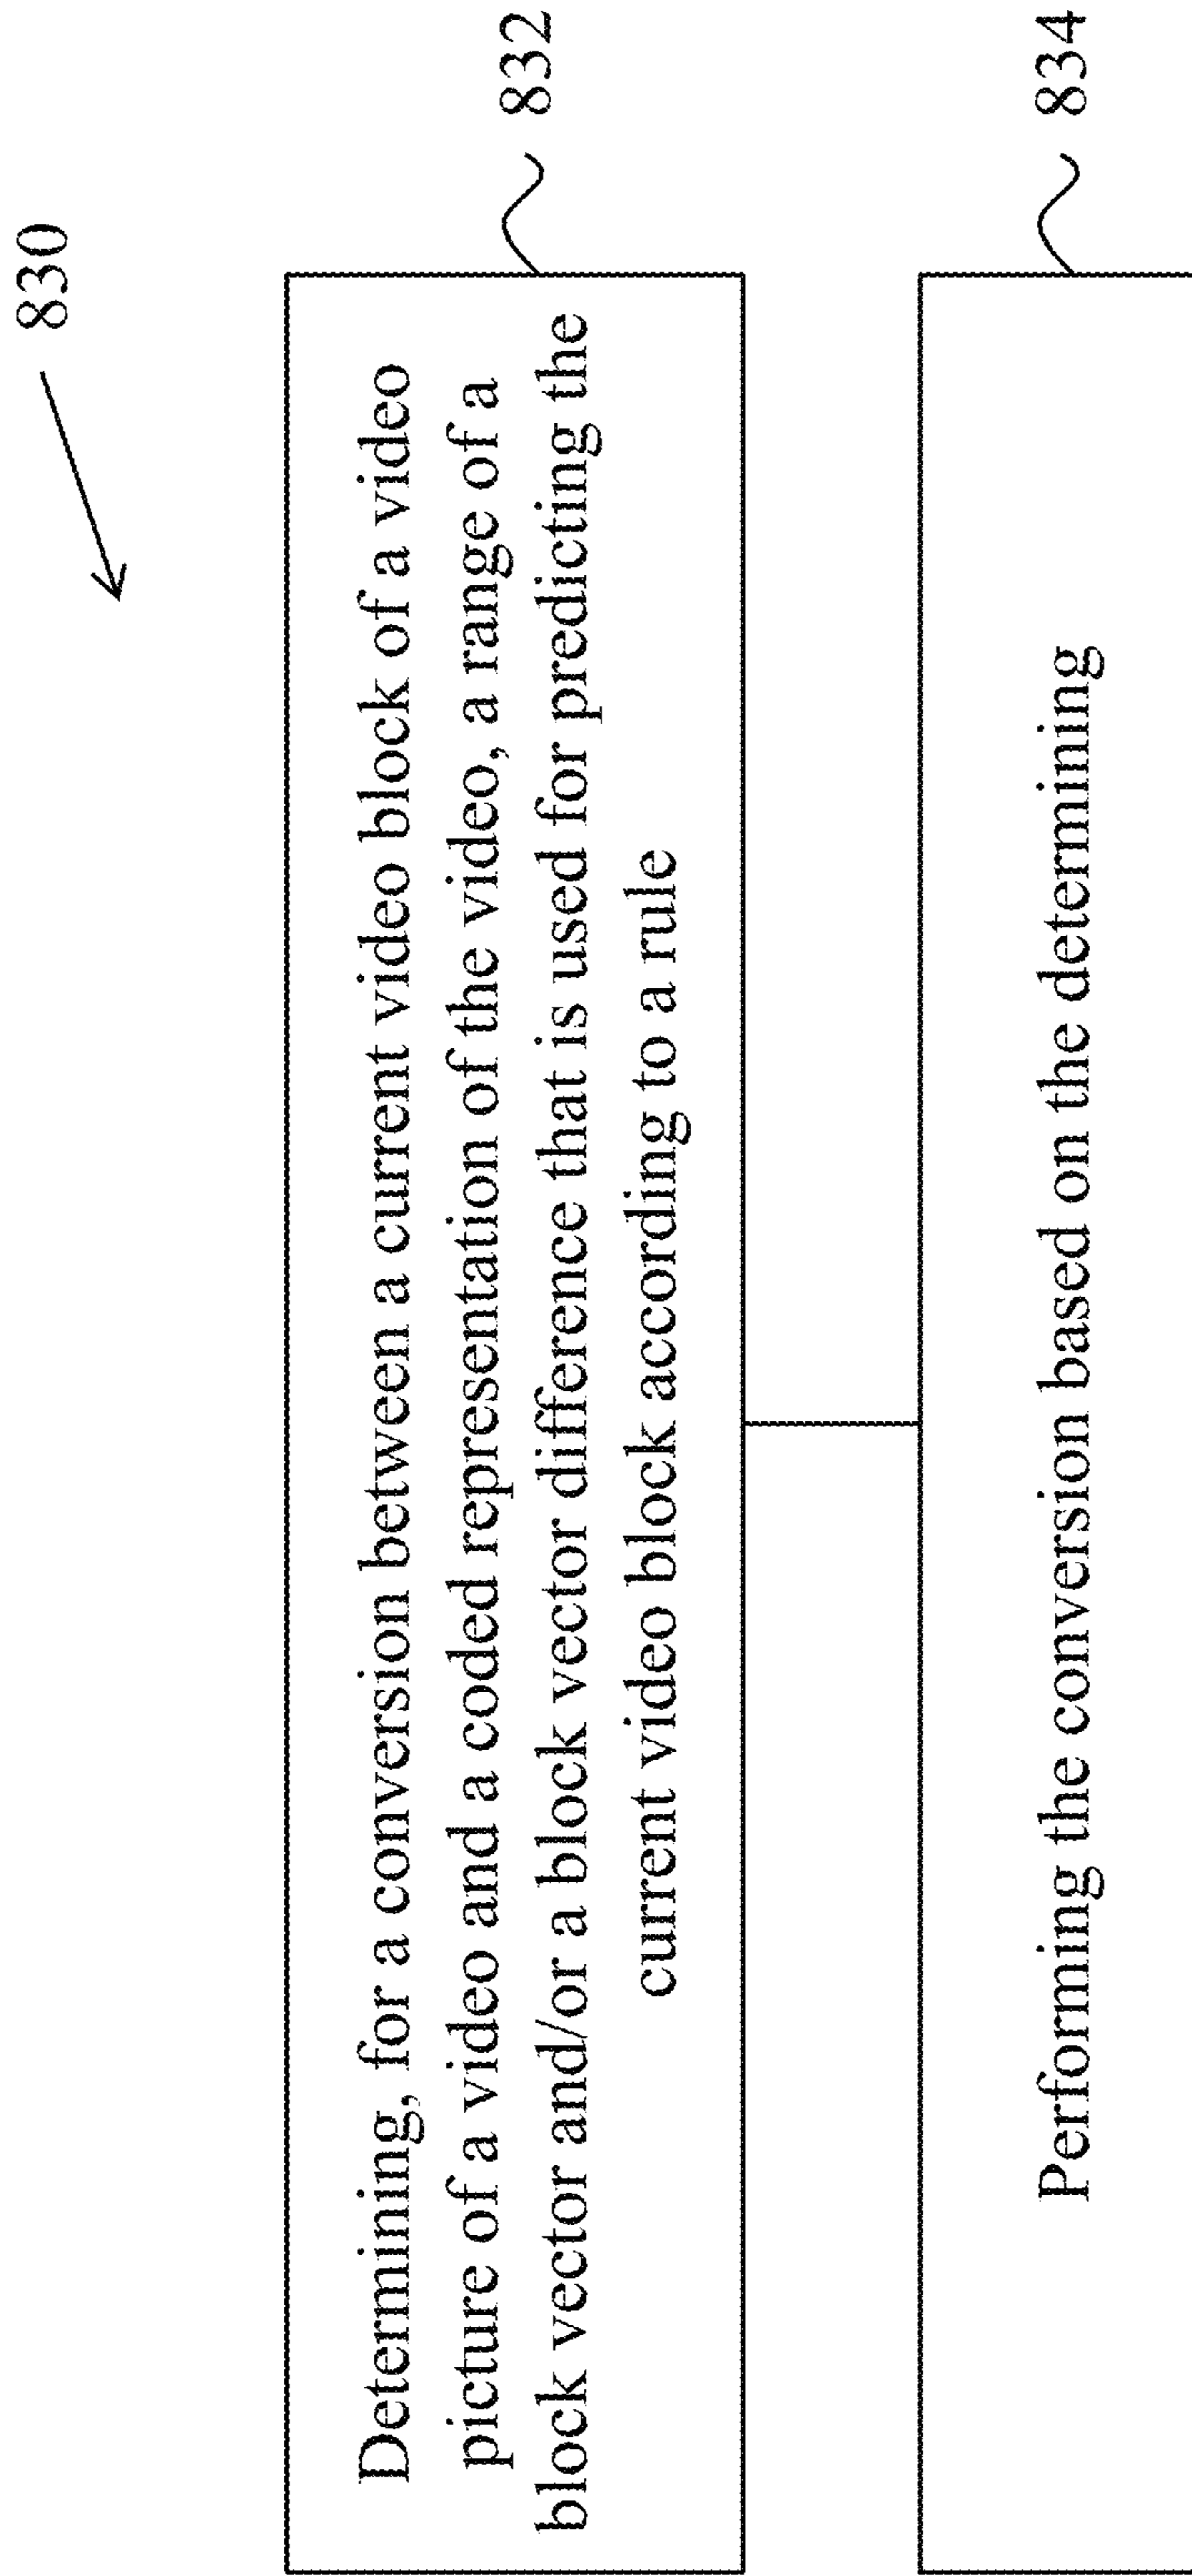 830
Determining, for a conversion between a current video block of a video
picture of a video and a coded representation of the video, a range of a
block vector and/or a block vector difference that is used for predicting the
current video block according to a rule
832
Performing the conversion based on the determining
834